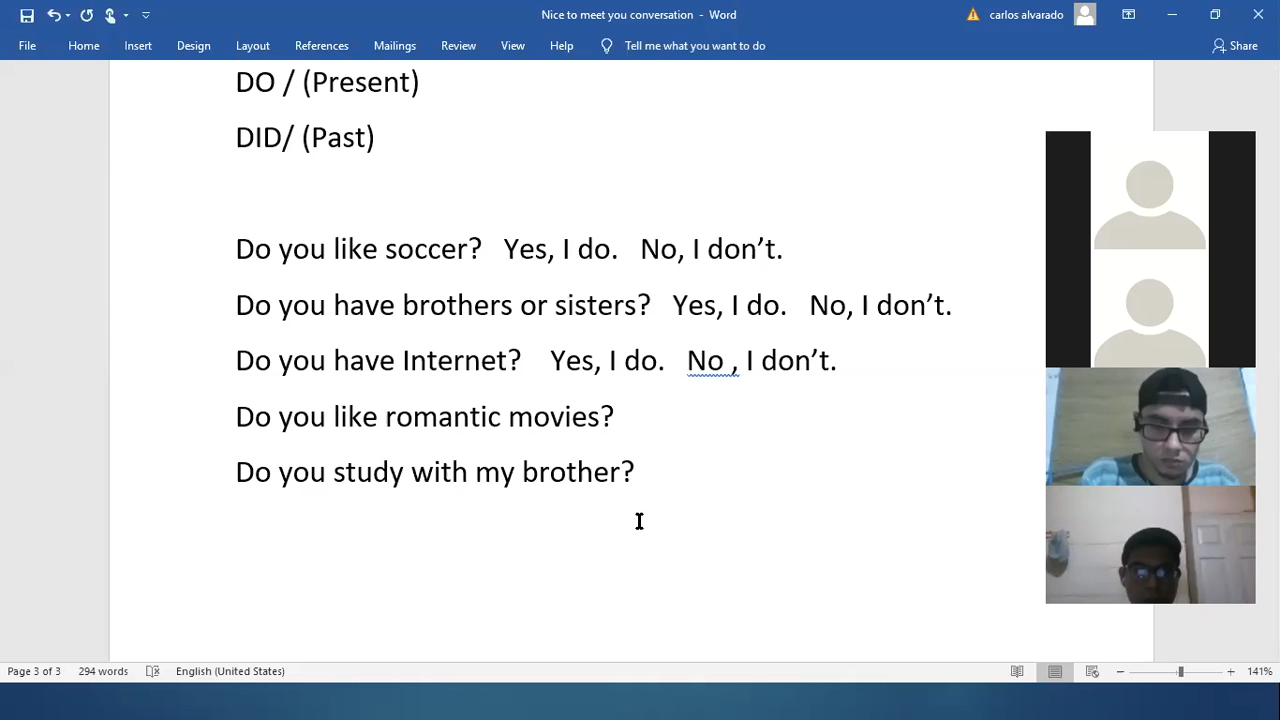 Nice to meet you conversation - Word
carlos alvarado
File Home Insert Design Layout References Mailings Review View Help Tell me what you want to do Share
DO / (Present)
DID/ (Past)
Do you like soccer? Yes, I do. No, I don’t.
Do you have brothers or sisters? Yes, I do. No, I don’t.
Do you have Internet? Yes, I do. No , I don’t.
Do you like romantic movies?
Do you study with my brother?
Page 3 of 3 294 words English (United States) 141%